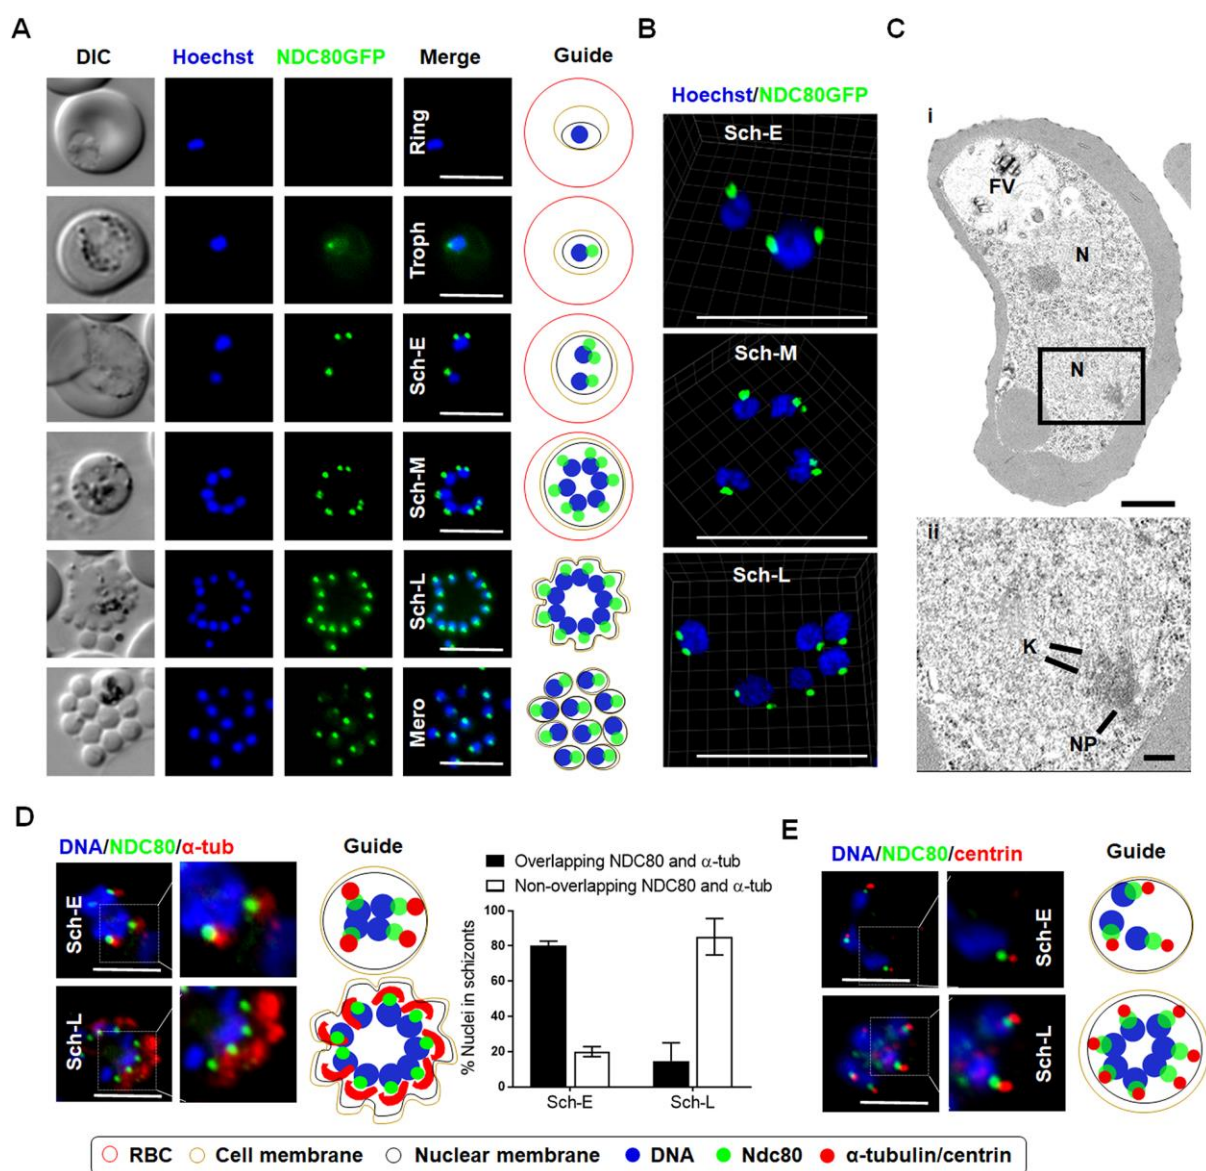 A
DIC
Hoechst
NDC80GFP
Merge
Guide
Ring
Troph
Sch-E
Sch-M
Sch-L
Mero
B
Hoechst/NDC80GFP
Sch-E
Sch-M
Sch-L
C
i
FV
N
N
ii
K
NP
D
DNA/NDC80/α-tub
Guide
Sch-E
Sch-L
Overlapping NDC80 and α-tub
Non-overlapping NDC80 and α-tub
% Nuclei in schizonts
100
80
60
40
20
0
Sch-E
Sch-L
E
DNA/NDC80/centrin
Guide
Sch-E
Sch-L
RBC
Cell membrane
Nuclear membrane
DNA
Ndc80
α-tubulin/centrin